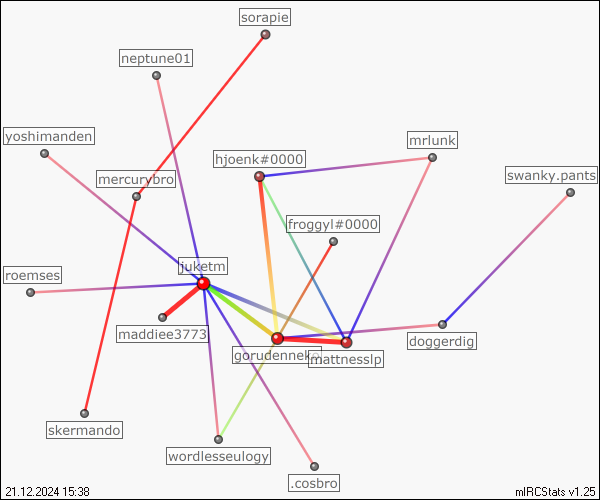 sorapie
neptune01
yoshimanden
mrlunk
hjoenk#0000
swanky.pants
mercurybro
froggyl#0000
juketm
roemses
maddiee3773
doggerdig
gorudenneko
mattnesslp
skermando
wordlesseulogy
.cosbro
21.12.2024 15:38
mIRCStats v1.25